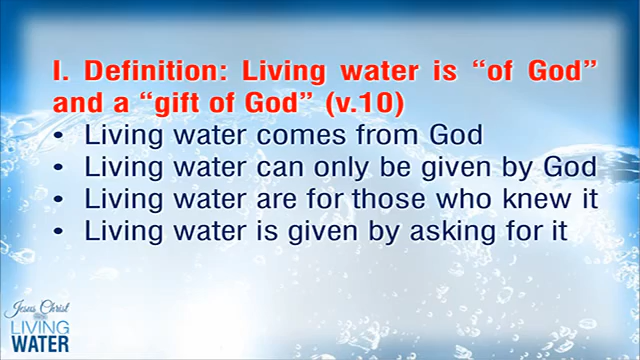 I. Definition: Living water is “of God”
and a “gift of God” (v.10)
• Living water comes from God
• Living water can only be given by God
• Living water are for those who knew it
• Living water is given by asking for it
Jesus Christ
LIVING
WATER